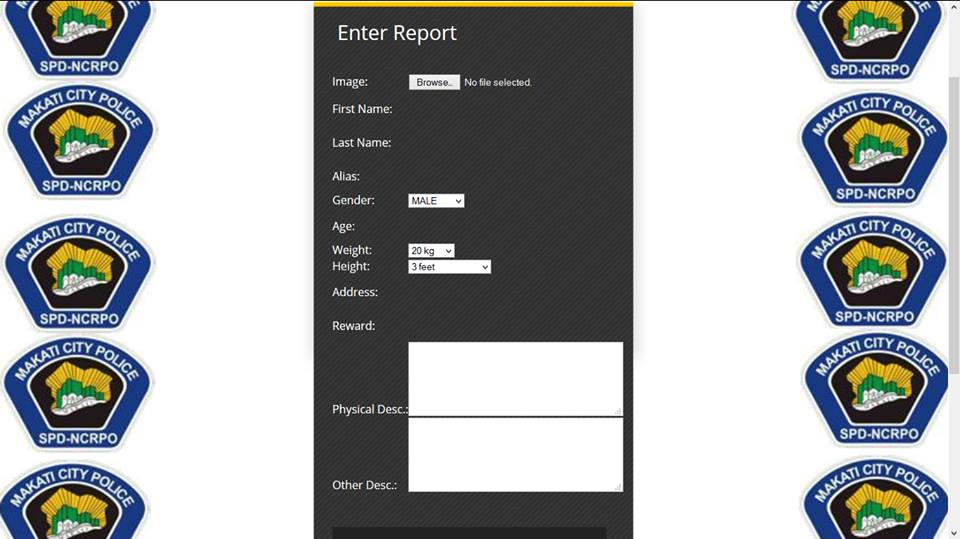 SPD-NCRPO
MAKATI CITY POLICE
SPD-NCRPO
MAKATI CITY POLICE
SPD-NCRPO
MAKATI CITY POLICE
SPD-NCRPO
MAKATI CITY POLICE
Enter Report
Image: Browse.. No file selected.
First Name:
Last Name:
Alias:
Gender: MALE
Age:
Weight: 20 kg
Height: 3 feet
Address:
Reward:
Physical Desc.:
Other Desc.:
SPD-NCRPO
MAKATI CITY POLICE
SPD-NCRPO
MAKATI CITY POLICE
SPD-NCRPO
MAKATI CITY POLICE
SPD-NCRPO
MAKATI CITY POLICE